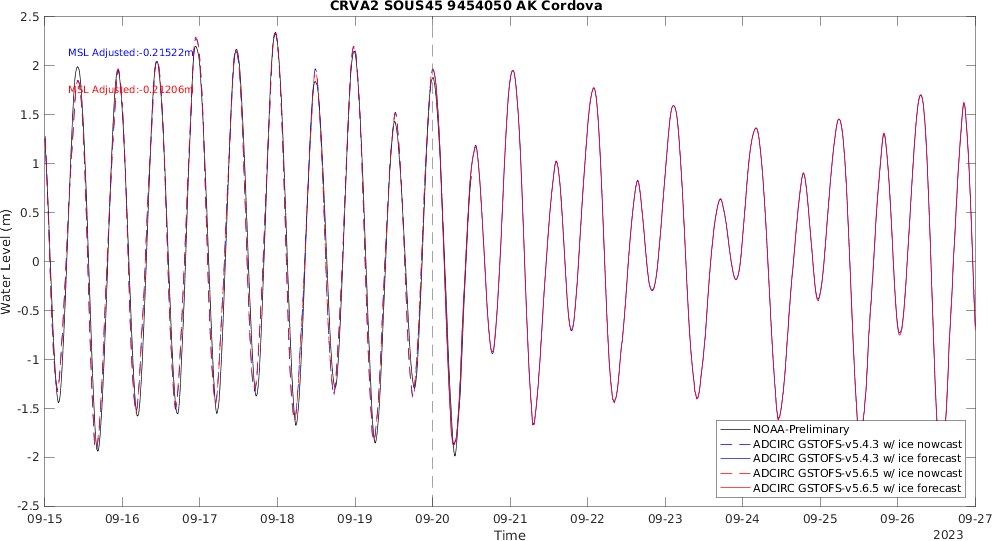 CRVA2 SOUS45 9454050 AK Cordova
2.5
2
1.5
1
0.5
0
-0.5
-1
-1.5
-2
-2.5
Water Level (m)
MSL Adjusted:-0.21522m
MSL Adjusted:-0.21206m
NOAA-Preliminary
ADCIRC GSTOFS-v5.4.3 w/ ice nowcast
ADCIRC GSTOFS-v5.4.3 w/ ice forecast
ADCIRC GSTOFS-v5.6.5 w/ ice nowcast
ADCIRC GSTOFS-v5.6.5 w/ ice forecast
09-15 09-16 09-17 09-18 09-19 09-20 09-21 09-22 09-23 09-24 09-25 09-26 09-27
Time
2023